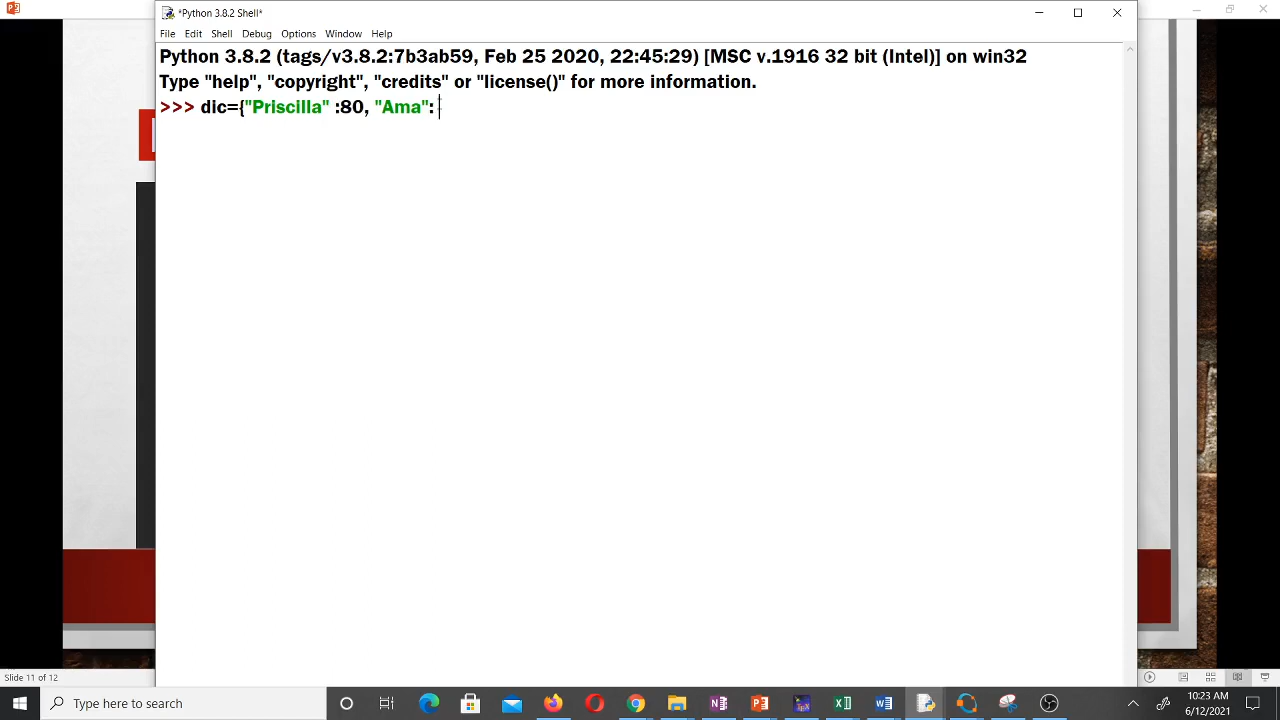 *Python 3.8.2 Shell*
File Edit Shell Debug Options Window Help
Python 3.8.2 (tags/v3.8.2:7b3ab59, Feb 25 2020, 22:45:29) [MSC v.1916 32 bit (Intel)] on win32
Type "help", "copyright", "credits" or "license()" for more information.
>>> dic={"Priscilla" :80, "Ama":
Slide 11 of 12
Type here to search
10:23 AM
6/12/2021